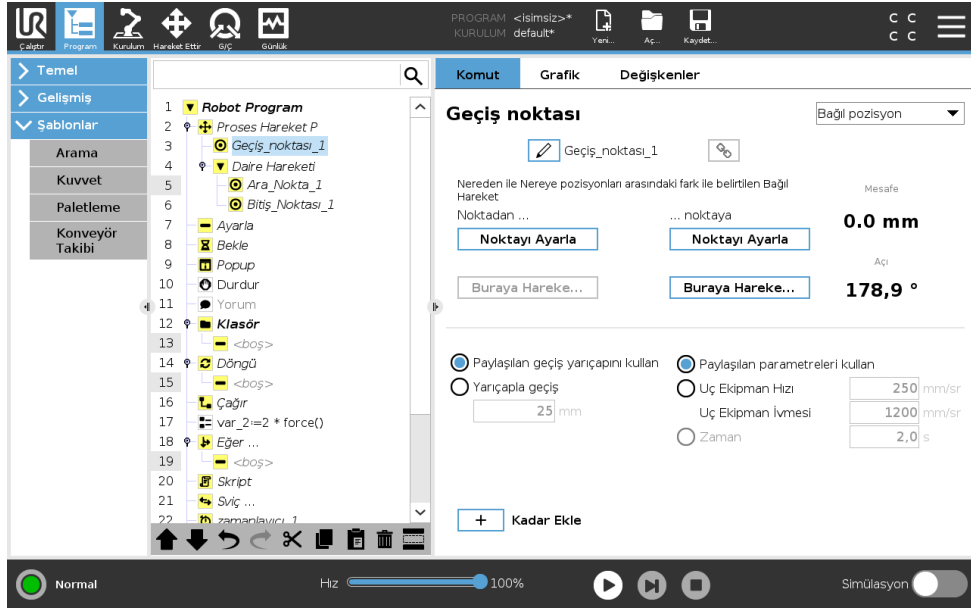 PROGRAM <isimsiz>*
KURULUM default*
Çalıştır
Program
Kurulum
Hareket Ettir
G/Ç
Günlük
Yeni...
Aç...
Kaydet...
C C
C C
Temel
Gelişmiş
Şablonlar
Arama
Kuvvet
Paletleme
Konveyör
Takibi
1 Robot Program
2 Proses Hareket P
3 Geçiş_noktası_1
4 Daire Hareketi
5 Ara_Nokta_1
6 Bitiş_Noktası_1
7 Ayarla
8 Bekle
9 Popup
10 Durdur
11 Yorum
12 Klasör
13 <boş>
14 Döngü
15 <boş>
16 Çağır
17 var_2:=2 * force()
18 Eğer ...
19 <boş>
20 Skript
21 Sviç ...
22 zamanlayıcı_1
Komut
Grafik
Değişkenler
Geçiş noktası
Bağıl pozisyon
Geçiş_noktası_1
Nereden ile Nereye pozisyonları arasındaki fark ile belirtilen Bağıl
Hareket
Mesafe
Noktadan ...
... noktaya
0.0 mm
Noktayı Ayarla
Noktayı Ayarla
Açı
Buraya Hareke...
Buraya Hareke...
178,9 °
Paylaşılan geçiş yarıçapını kullan
Paylaşılan parametreleri kullan
Yarıçapla geçiş
Uç Ekipman Hızı
250 mm/sr
25 mm
Uç Ekipman İvmesi
1200 mm/sr
Zaman
2,0 s
+ Kadar Ekle
Normal
Hız
100%
Simülasyon